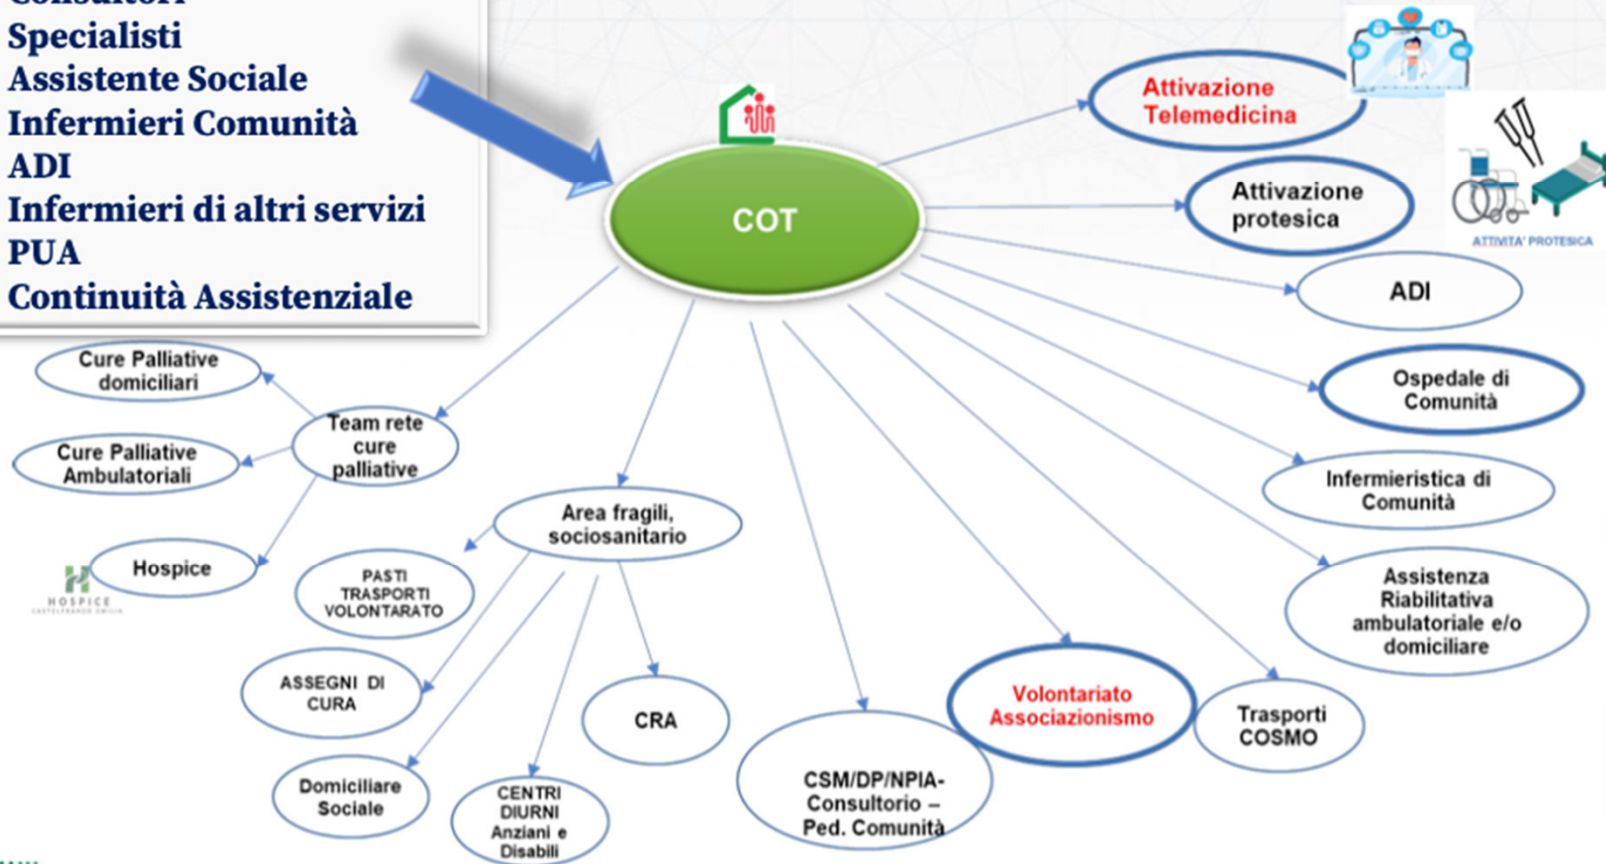 Specialisti
Assistente Sociale
Infermieri Comunità
ADI
Infermieri di altri servizi
PUA
Continuità Assistenziale
COT
Attivazione
Telemedicina
Attivazione
protesica
ATTIVITA' PROTESICA
ADI
Ospedale di
Comunità
Infermieristica di
Comunità
Assistenza
Riabilitativa
ambulatoriale e/o
domiciliare
Trasporti
COSMO
Volontariato
Associazionismo
CSM/DP/NPIA-
Consultorio –
Ped. Comunità
Area fragili,
sociosanitario
CRA
CENTRI
DIURNI
Anziani e
Disabili
Domiciliare
Sociale
ASSEGNI DI
CURA
PASTI
TRASPORTI
VOLONTARATO
Team rete
cure
palliative
Cure Palliative
domiciliari
Cure Palliative
Ambulatoriali
Hospice
HOSPICE
CASTELFRANCO EMILIA